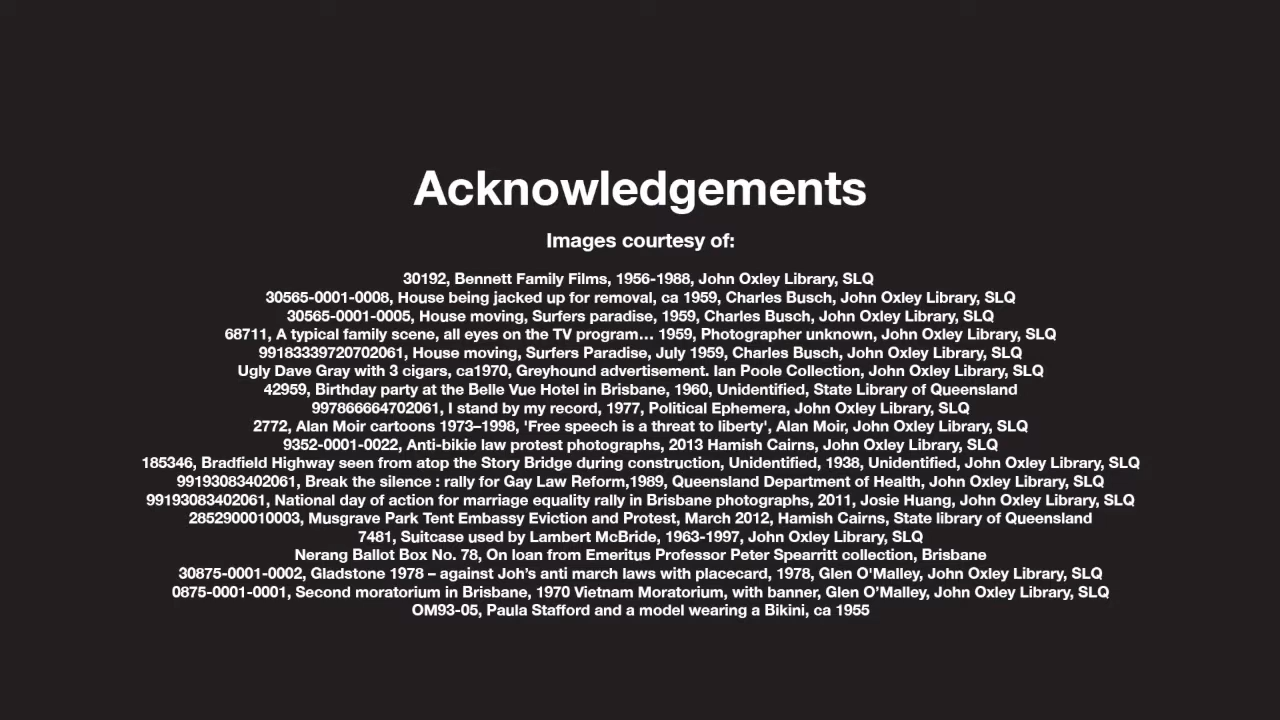 Acknowledgements
Images courtesy of:
30192, Bennett Family Films, 1956-1988, John Oxley Library, SLQ
30565-0001-0008, House being jacked up for removal, ca 1959, Charles Busch, John Oxley Library, SLQ
30565-0001-0005, House moving, Surfers paradise, 1959, Charles Busch, John Oxley Library, SLQ
68711, A typical family scene, all eyes on the TV program... 1959, Photographer unknown, John Oxley Library, SLQ
99183339720702061, House moving, Surfers Paradise, July 1959, Charles Busch, John Oxley Library, SLQ
Ugly Dave Gray with 3 cigars, ca1970, Greyhound advertisement. Ian Poole Collection, John Oxley Library, SLQ
42959, Birthday party at the Belle Vue Hotel in Brisbane, 1960, Unidentified, State Library of Queensland
997866664702061, I stand by my record, 1977, Political Ephemera, John Oxley Library, SLQ
2772, Alan Moir cartoons 1973–1998, 'Free speech is a threat to liberty', Alan Moir, John Oxley Library, SLQ
9352-0001-0022, Anti-bikie law protest photographs, 2013 Hamish Cairns, John Oxley Library, SLQ
185346, Bradfield Highway seen from atop the Story Bridge during construction, Unidentified, 1938, Unidentified, John Oxley Library, SLQ
99193083402061, Break the silence : rally for Gay Law Reform,1989, Queensland Department of Health, John Oxley Library, SLQ
99193083402061, National day of action for marriage equality rally in Brisbane photographs, 2011, Josie Huang, John Oxley Library, SLQ
2852900010003, Musgrave Park Tent Embassy Eviction and Protest, March 2012, Hamish Cairns, State library of Queensland
7481, Suitcase used by Lambert McBride, 1963-1997, John Oxley Library, SLQ
Nerang Ballot Box No. 78, On loan from Emeritus Professor Peter Spearritt collection, Brisbane
30875-0001-0002, Gladstone 1978 – against Joh's anti march laws with placecard, 1978, Glen O'Malley, John Oxley Library, SLQ
0875-0001-0001, Second moratorium in Brisbane, 1970 Vietnam Moratorium, with banner, Glen O’Malley, John Oxley Library, SLQ
OM93-05, Paula Stafford and a model wearing a Bikini, ca 1955